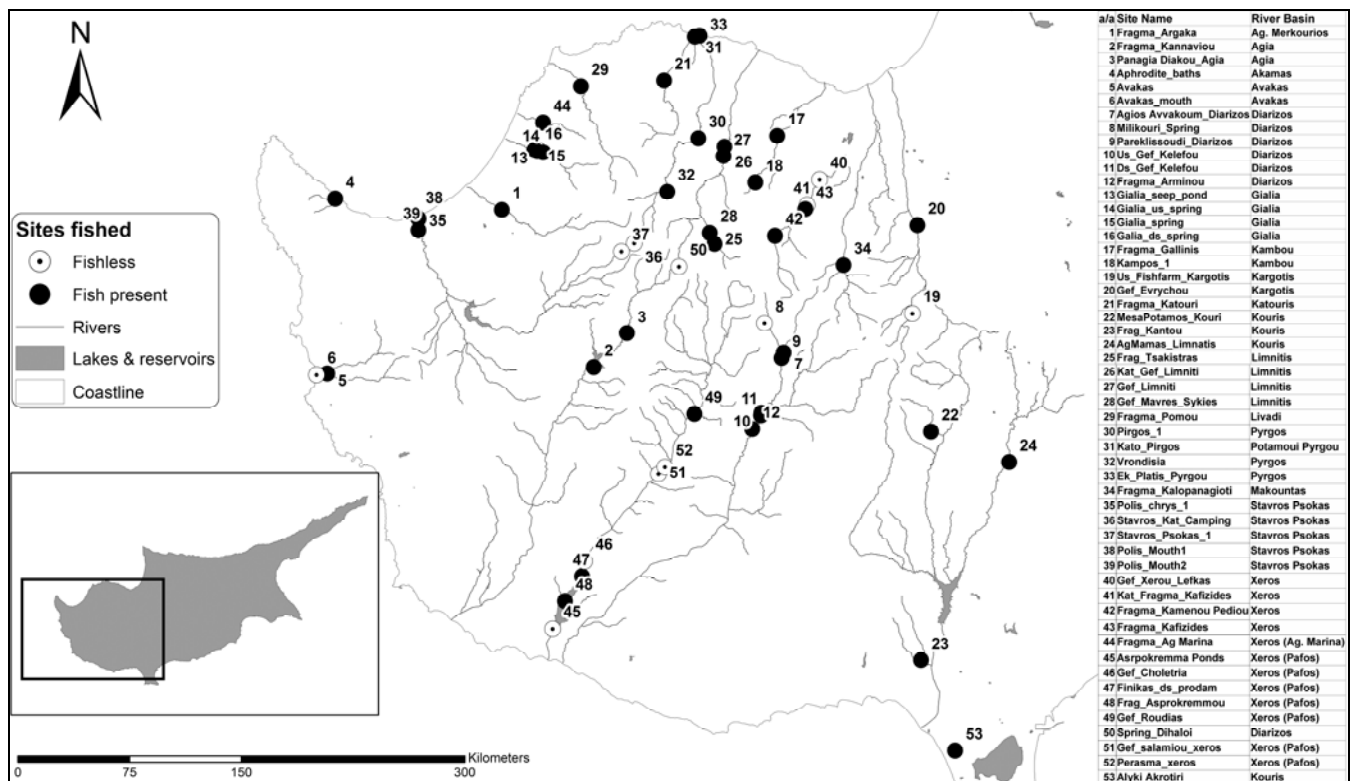 N
Sites fished
Fishless
Fish present
Rivers
Lakes & reservoirs
Coastline
33
31
29
21
44
14
16
13
15
30
27
26
17
18
40
41
43
42
4
38
39
35
1
32
28
50
25
37
36
20
34
19
8
3
9
7
2
6
5
49
11
12
10
22
24
52
51
46
47
48
45
23
53
Kilometers
0 75 150 300
a/a Site Name River Basin
1 Fragma_Argaka Ag. Merkourios
2 Fragma_Kannaviou Agia
3 Panagia Diakou_Agia Agia
4 Aphrodite_baths Akamas
5 Avakas Avakas
6 Avakas_mouth Avakas
7 Agios Avvakoum_Diarizos Diarizos
8 Milikouri_Spring Diarizos
9 Pareklissoudi_Diarizos Diarizos
10 Us_Gef_Kelefou Diarizos
11 Ds_Gef_Kelefou Diarizos
12 Fragma_Arminou Diarizos
13 Gialia_seep_pond Gialia
14 Gialia_us_spring Gialia
15 Gialia_spring Gialia
16 Galia_ds_spring Gialia
17 Fragma_Gallinis Kambou
18 Kampos_1 Kambou
19 Us_Fishfarm_Kargotis Kargotis
20 Gef_Evrychou Kargotis
21 Fragma_Katouri Katouris
22 MesaPotamos_Kouri Kouris
23 Frag_Kantou Kouris
24 AgMamas_Limnatis Kouris
25 Frag_Tsakistras Limnitis
26 Kat_Gef_Limniti Limnitis
27 Gef_Limniti Limnitis
28 Gef_Mavres_Sykies Limnitis
29 Fragma_Pomou Livadi
30 Pirgos_1 Pyrgos
31 Kato_Pirgos Potamoui Pyrgou
32 Vrondisia Pyrgos
33 Ek_Platis_Pyrgou Pyrgos
34 Fragma_Kalopanagioti Makountas
35 Polis_chrys_1 Stavros Psokas
36 Stavros_Kat_Camping Stavros Psokas
37 Stavros_Psokas_1 Stavros Psokas
38 Polis_Mouth1 Stavros Psokas
39 Polis_Mouth2 Stavros Psokas
40 Gef_Xerou_Lefkas Xeros
41 Kat_Fragma_Kafizides Xeros
42 Fragma_Kamenou Pediou Xeros
43 Fragma_Kafizides Xeros
44 Fragma_Ag Marina Xeros (Ag. Marina)
45 Asrpokremma Ponds Xeros (Pafos)
46 Gef_Choletria Xeros (Pafos)
47 Finikas_ds_prodam Xeros (Pafos)
48 Frag_Asprokremmou Xeros (Pafos)
49 Gef_Roudias Xeros (Pafos)
50 Spring_Dihaloi Diarizos
51 Gef_salamiou_xeros Xeros (Pafos)
52 Perasma_xeros Xeros (Pafos)
53 Alyki Akrotiri Kouris